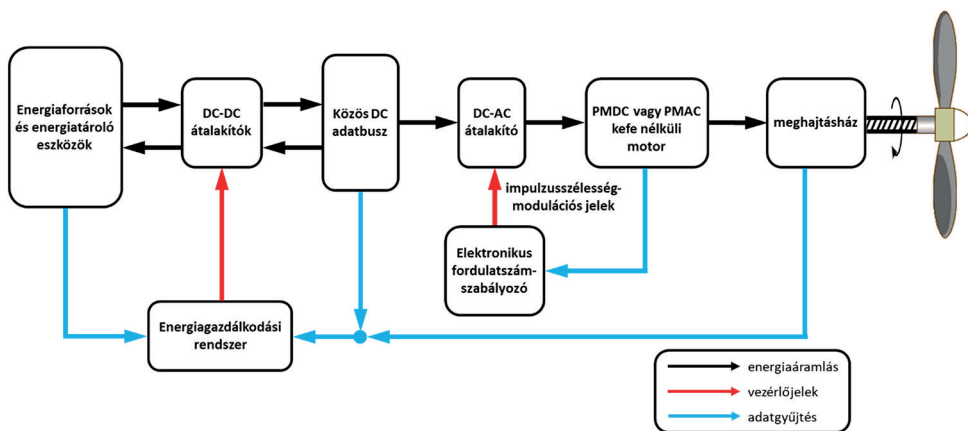 Energiaforrások
és energiatároló
eszközök
DC-DC
átalakítók
Közös DC
adatbusz
DC-AC
átalakító
PMDC vagy PMAC
kefe nélküli
motor
meghajtásház
impulzusszélesség-
modulációs jelek
Elektronikus
fordulatszám-
szabályozó
Energiagazdálkodási
rendszer
energiaáramlás
vezérlőjelek
adatgyűjtés